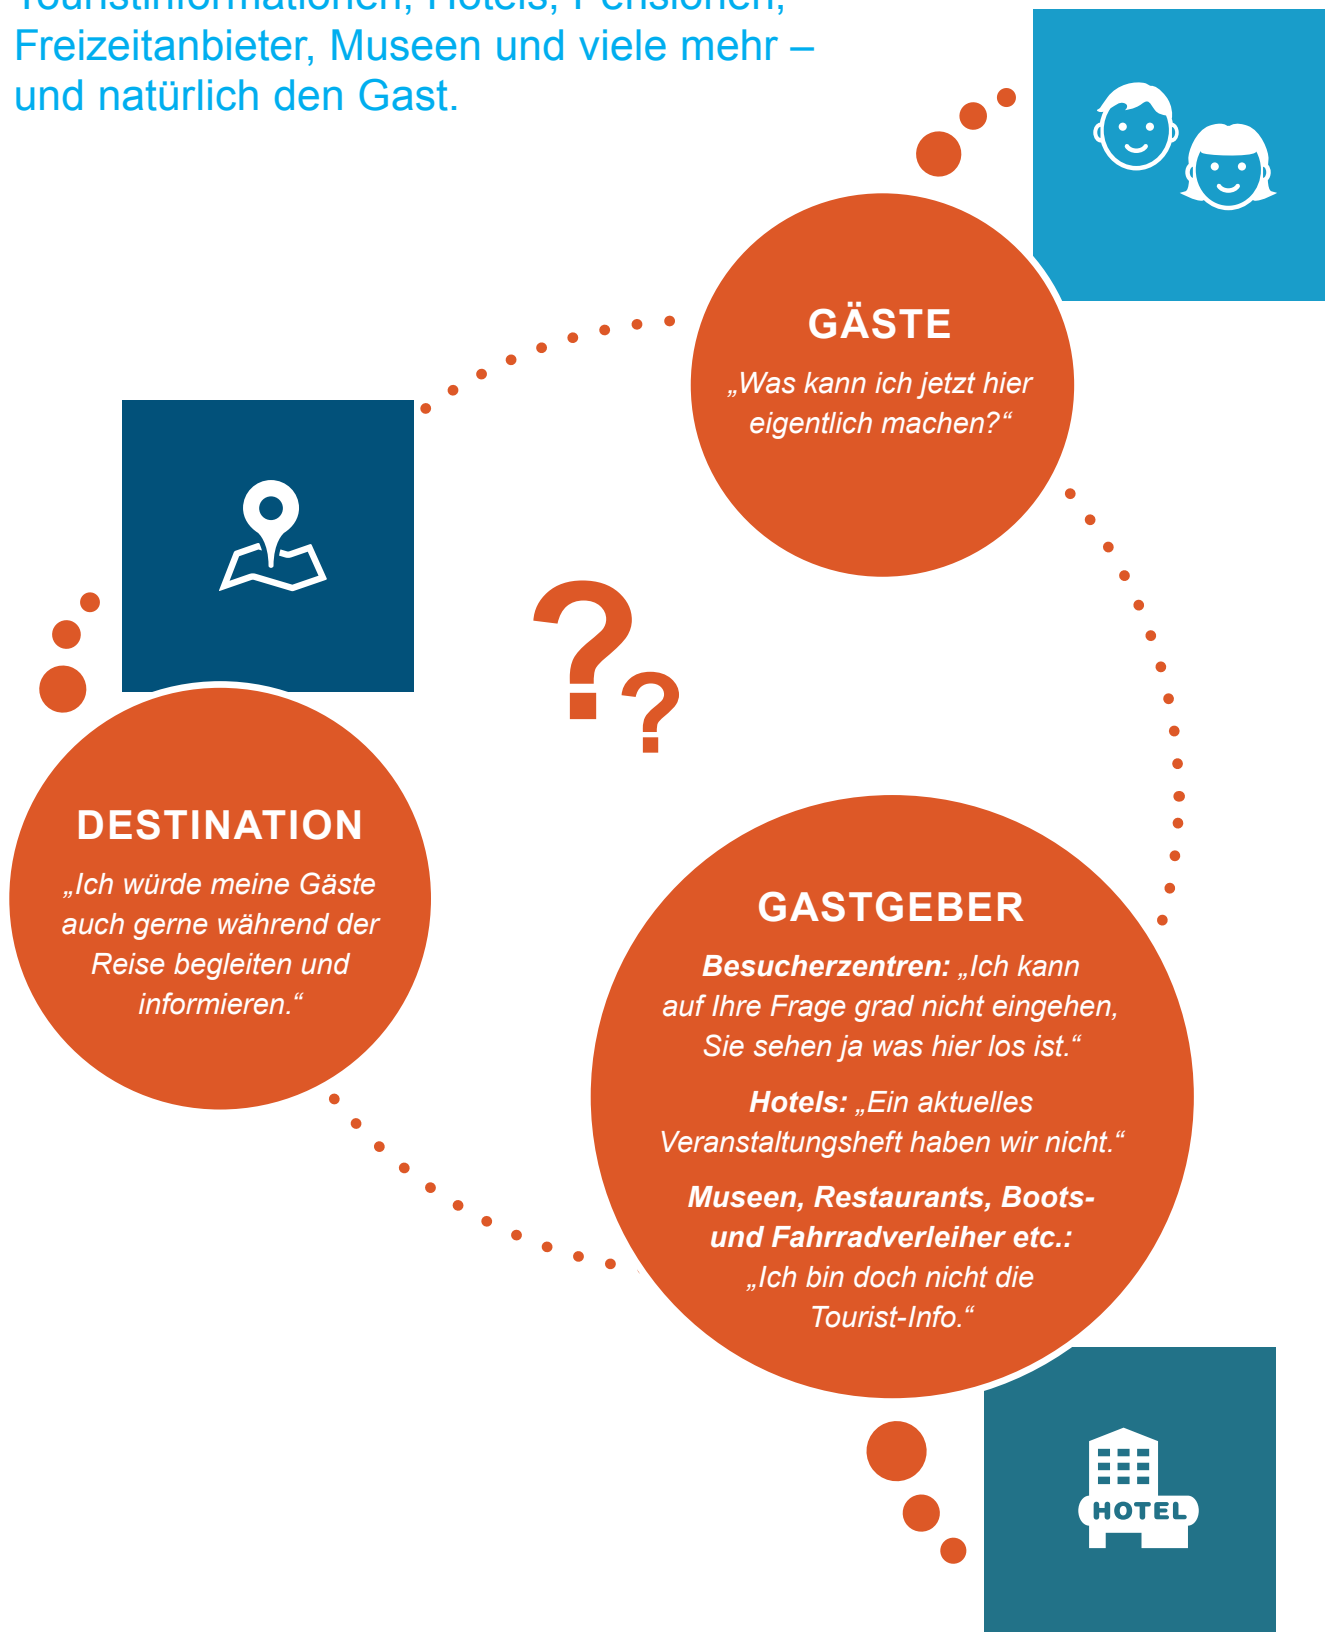 Touristinformationen, Hotels, Pensionen,
Freizeitanbieter, Museen und viele mehr –
und natürlich den Gast.
GÄSTE
„Was kann ich jetzt hier
eigentlich machen?“
? ?
DESTINATION
„Ich würde meine Gäste
auch gerne während der
Reise begleiten und
informieren.“
GASTGEBER
Besucherzentren: „Ich kann
auf Ihre Frage grad nicht eingehen,
Sie sehen ja was hier los ist.“
Hotels: „Ein aktuelles
Veranstaltungsheft haben wir nicht.“
Museen, Restaurants, Boots-
und Fahrradverleiher etc.:
„Ich bin doch nicht die
Tourist-Info.“
HOTEL